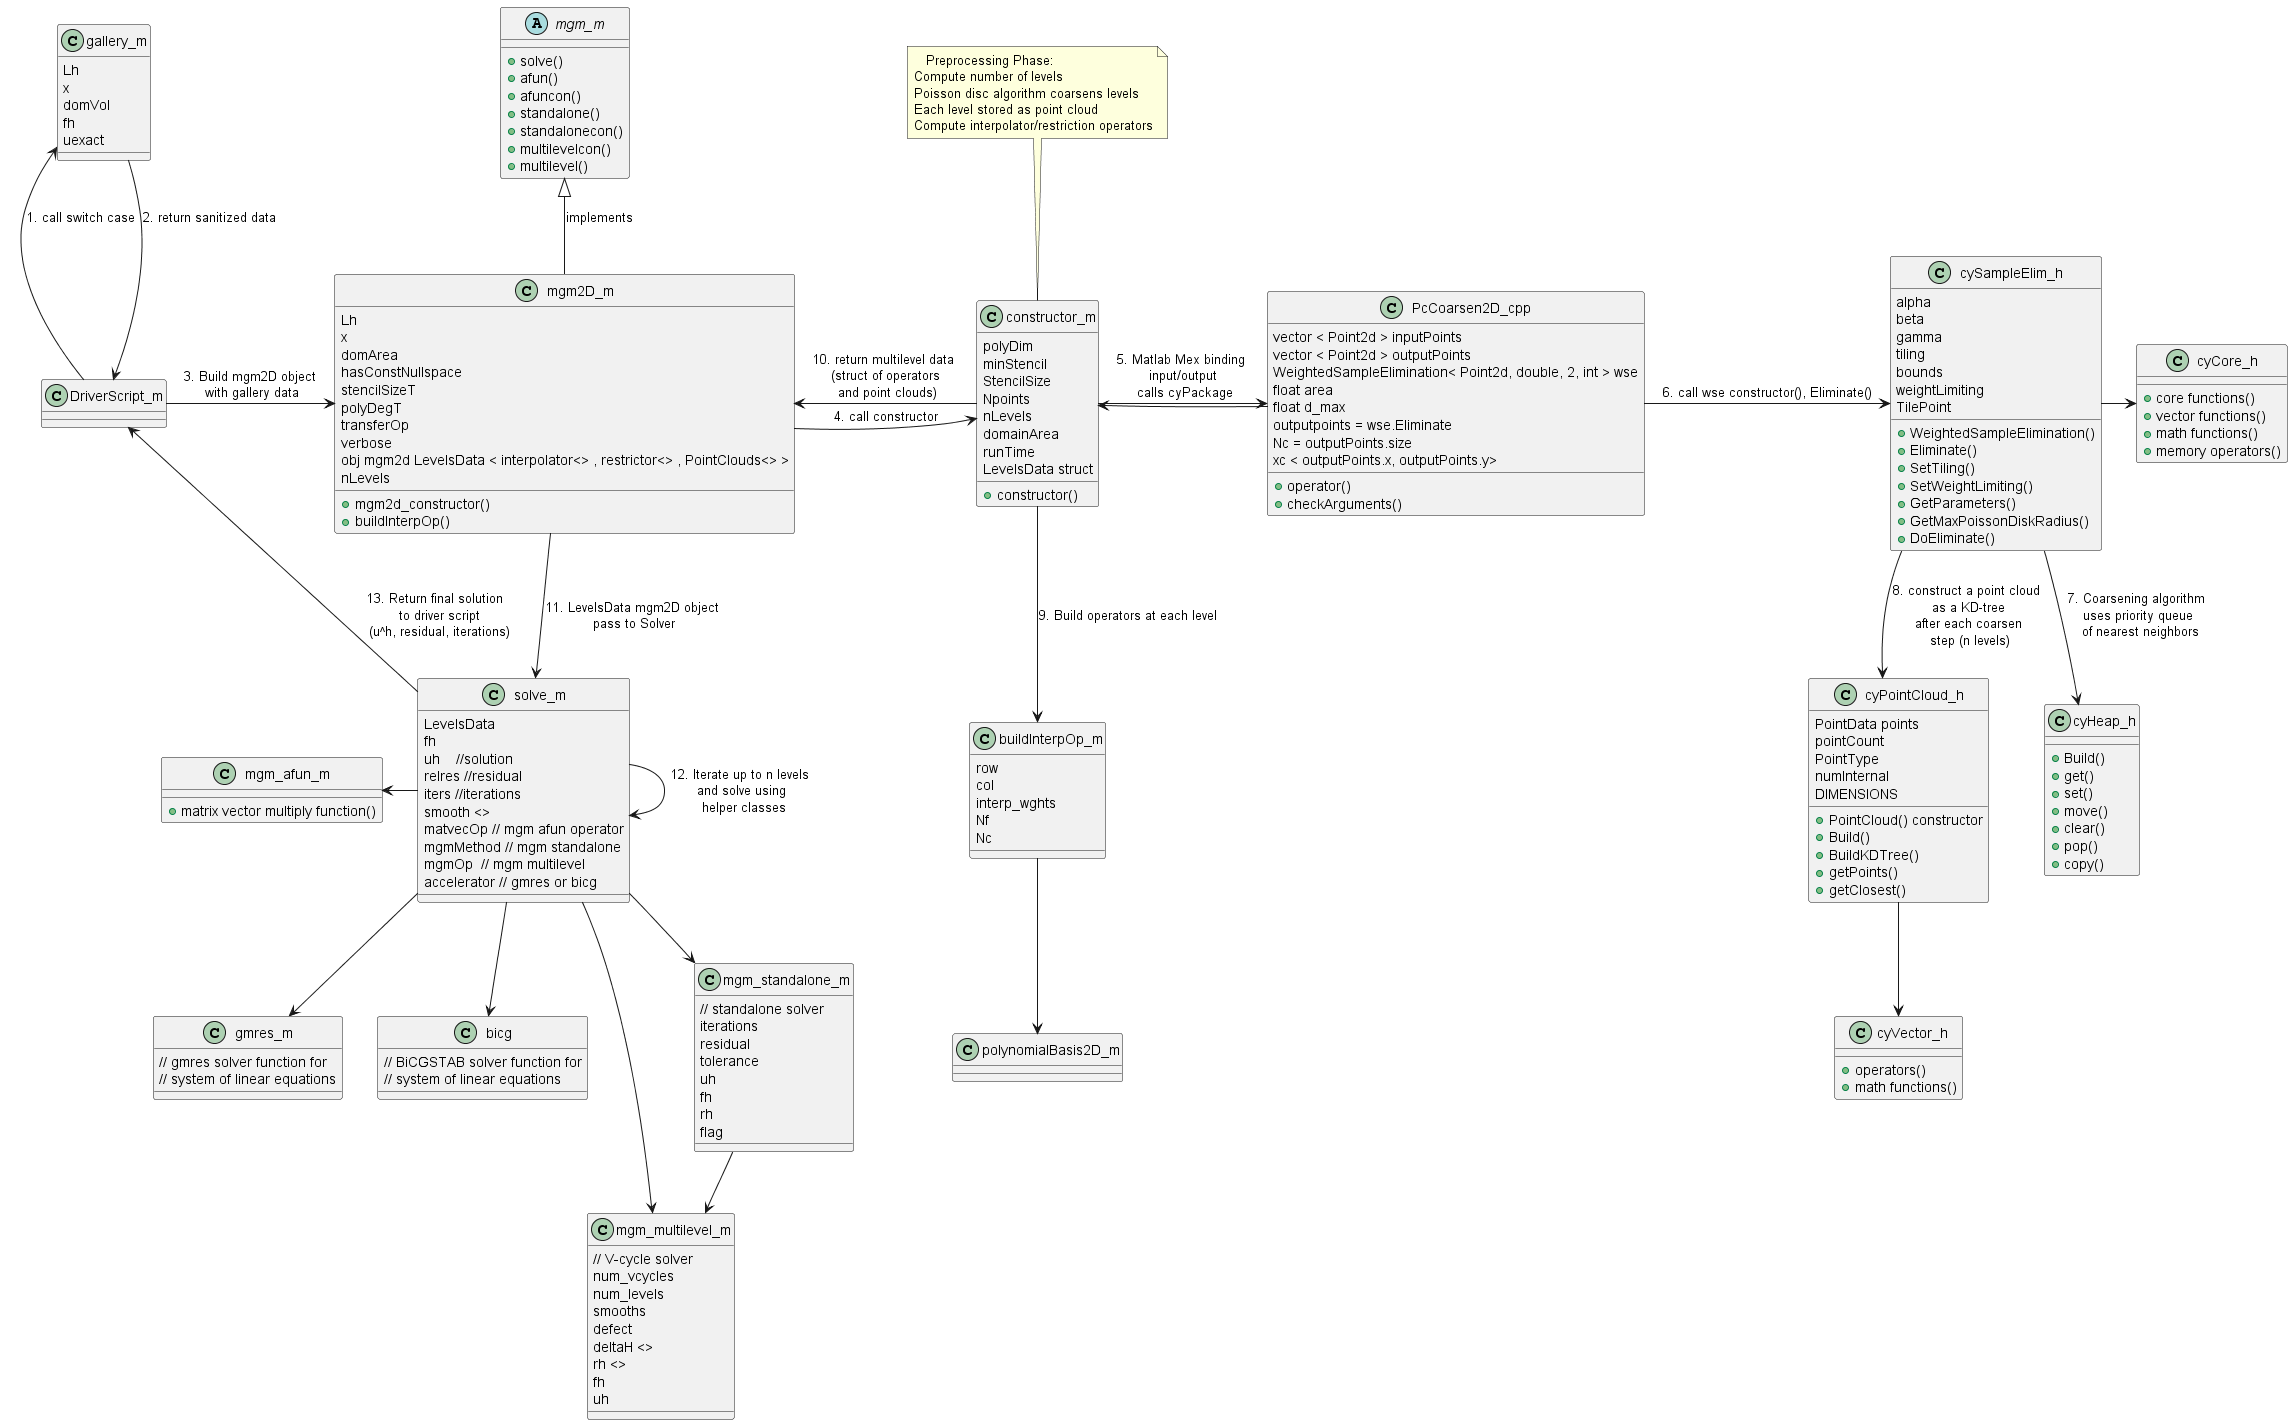 C gallery_m
Lh
x
domVol
fh
uexact
A mgm_m
solve()
afun()
afuncon()
standalone()
standalonecon()
multilevelcon()
multilevel()
Preprocessing Phase:
Compute number of levels
Poisson disc algorithm coarsens levels
Each level stored as point cloud
Compute interpolator/restriction operators
1. call switch case
2. return sanitized data
implements
C DriverScript_m
3. Build mgm2D object
with gallery data
C mgm2D_m
Lh
x
domArea
hasConstNullspace
stencilSizeT
polyDegT
transferOp
verbose
obj mgm2d LevelsData < interpolator<> , restrictor<> , PointClouds<> >
nLevels
mgm2d_constructor()
buildInterpOp()
10. return multilevel data
(struct of operators
and point clouds)
4. call constructor
C constructor_m
polyDim
minStencil
StencilSize
Npoints
nLevels
domainArea
runTime
LevelsData struct
constructor()
5. Matlab Mex binding
input/output
calls cyPackage
C PcCoarsen2D_cpp
vector < Point2d > inputPoints
vector < Point2d > outputPoints
WeightedSampleElimination< Point2d, double, 2, int > wse
float area
float d_max
outputpoints = wse.Eliminate
Nc = outputPoints.size
xc < outputPoints.x, outputPoints.y>
operator()
checkArguments()
6. call wse constructor(), Eliminate()
C cySampleElim_h
alpha
beta
gamma
tiling
bounds
weightLimiting
TilePoint
WeightedSampleElimination()
Eliminate()
SetTiling()
SetWeightLimiting()
GetParameters()
GetMaxPoissonDiskRadius()
DoEliminate()
C cyCore_h
core functions()
vector functions()
math functions()
memory operators()
13. Return final solution
to driver script
(u^h, residual, iterations)
11. LevelsData mgm2D object
pass to Solver
9. Build operators at each level
8. construct a point cloud
as a KD-tree
after each coarsen
step (n levels)
7. Coarsening algorithm
uses priority queue
of nearest neighbors
C mgm_afun_m
matrix vector multiply function()
C solve_m
LevelsData
fh
uh    //solution
relres //residual
iters //iterations
smooth <>
matvecOp // mgm afun operator
mgmMethod // mgm standalone
mgmOp  // mgm multilevel
accelerator // gmres or bicg
12. Iterate up to n levels
and solve using
helper classes
C buildInterpOp_m
row
col
interp_wghts
Nf
Nc
C cyPointCloud_h
PointData points
pointCount
PointType
numInternal
DIMENSIONS
PointCloud() constructor
Build()
BuildKDTree()
getPoints()
getClosest()
C cyHeap_h
Build()
get()
set()
move()
clear()
pop()
copy()
C gmres_m
// gmres solver function for
// system of linear equations
C bicg
// BiCGSTAB solver function for
// system of linear equations
C mgm_standalone_m
// standalone solver
iterations
residual
tolerance
uh
fh
rh
flag
C polynomialBasis2D_m
C cyVector_h
operators()
math functions()
C mgm_multilevel_m
// V-cycle solver
num_vcycles
num_levels
smooths
defect
deltaH <>
rh <>
fh
uh